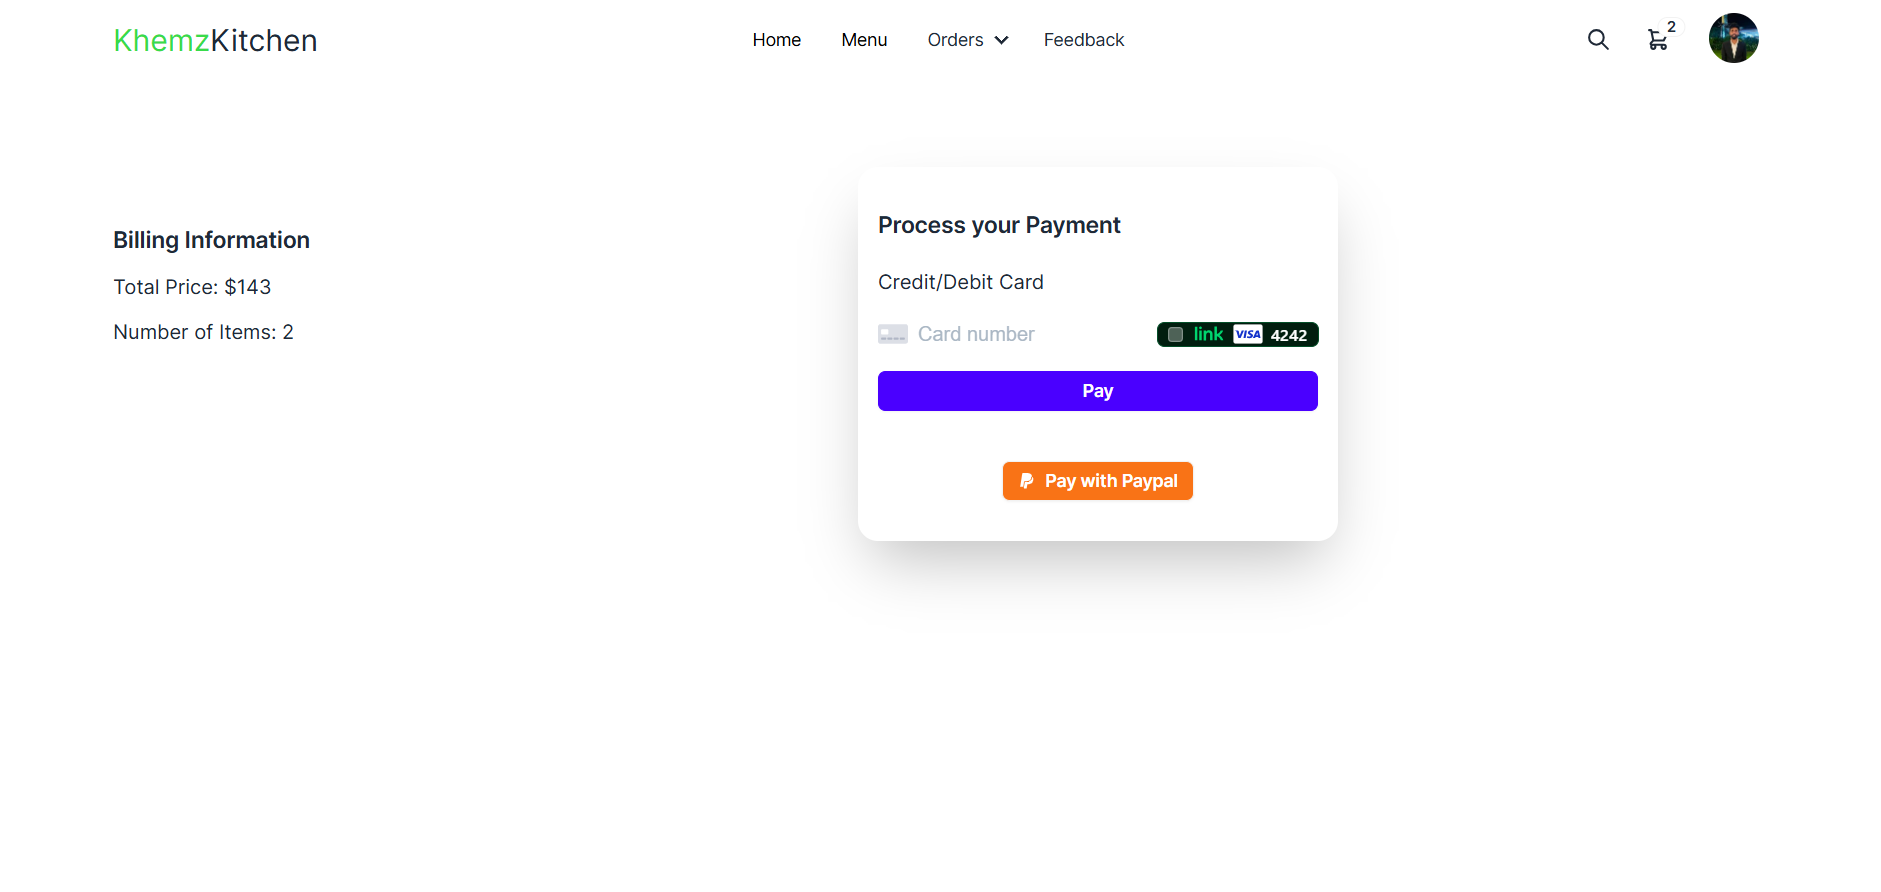 KhemzKitchen
Home Menu Orders Feedback
2
Billing Information
Total Price: $143
Number of Items: 2
Process your Payment
Credit/Debit Card
Card number link VISA 4242
Pay
Pay with Paypal